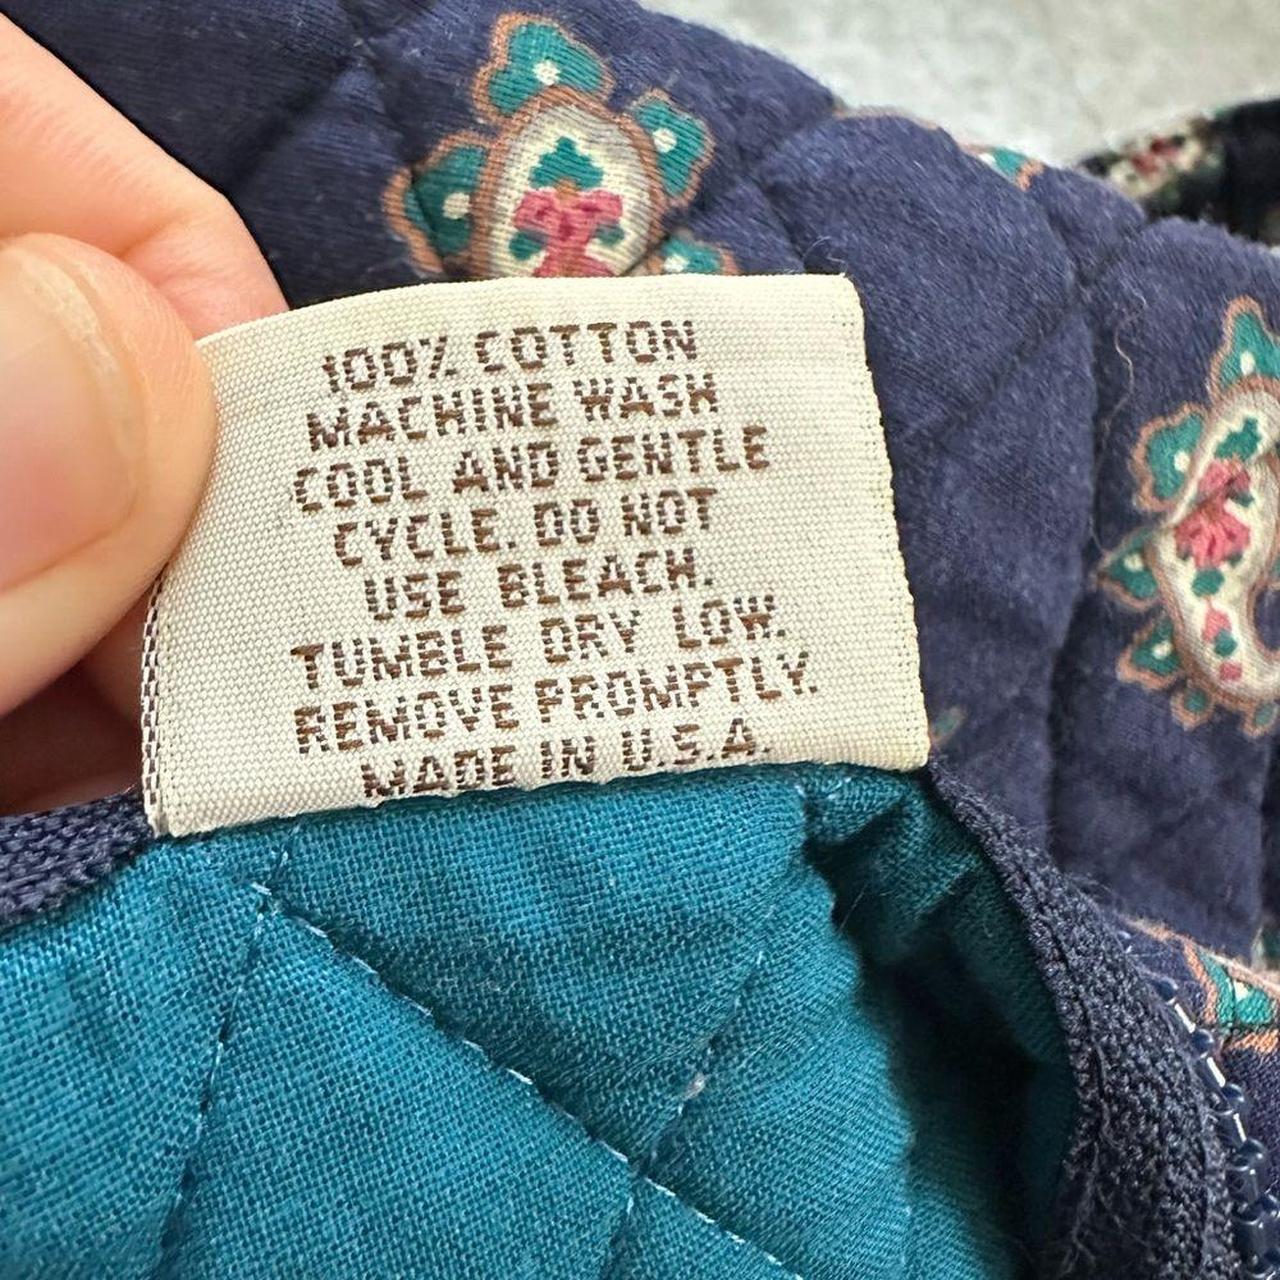 100% COTTON
MACHINE WASH
COOL AND GENTLE
CYCLE. DO NOT
USE BLEACH.
TUMBLE DRY LOW.
REMOVE PROMPTLY.
MADE IN U.S.A.